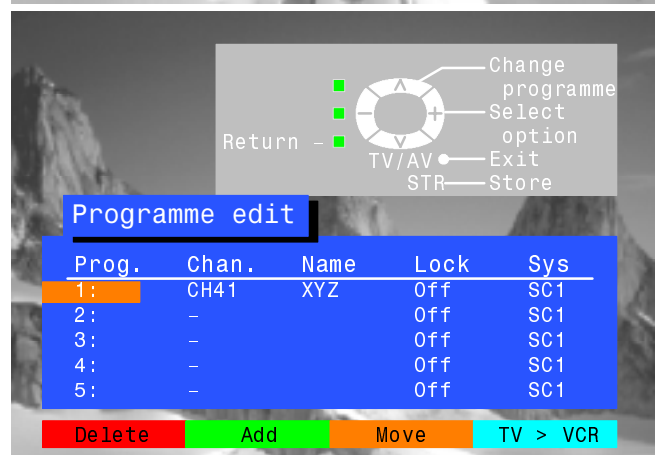 Change
programme
Select
option
Return –
TV/AV
Exit
STR
Store
Programme edit
Prog. Chan. Name Lock Sys
1: CH41 XYZ Off SC1
2: – Off SC1
3: – Off SC1
4: – Off SC1
5: – Off SC1
Delete Add Move TV > VCR